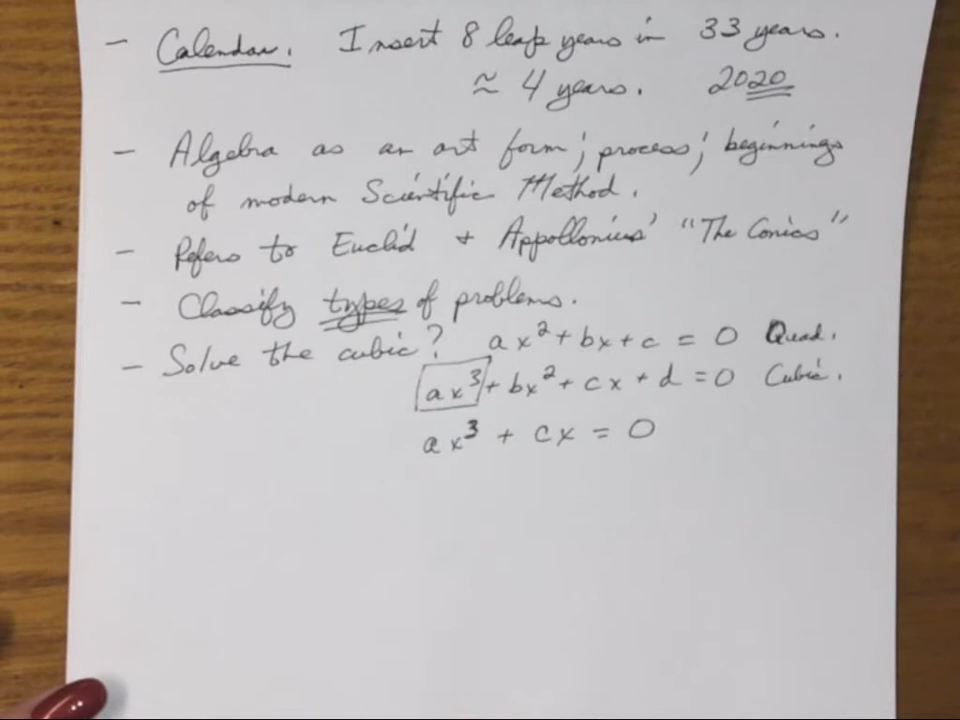 - Calendar. Insert 8 leap years in 33 years.
≈ 4 years. 2020
- Algebra as an art form; process; beginnings
of modern Scientific Method.
- Refers to Euclid + Appollonius' "The Conics"
- Classify types of problems.
- Solve the cubic? ax² + bx + c = 0 Quad.
ax³ + bx² + cx + d = 0 Cubic.
ax³ + cx = 0